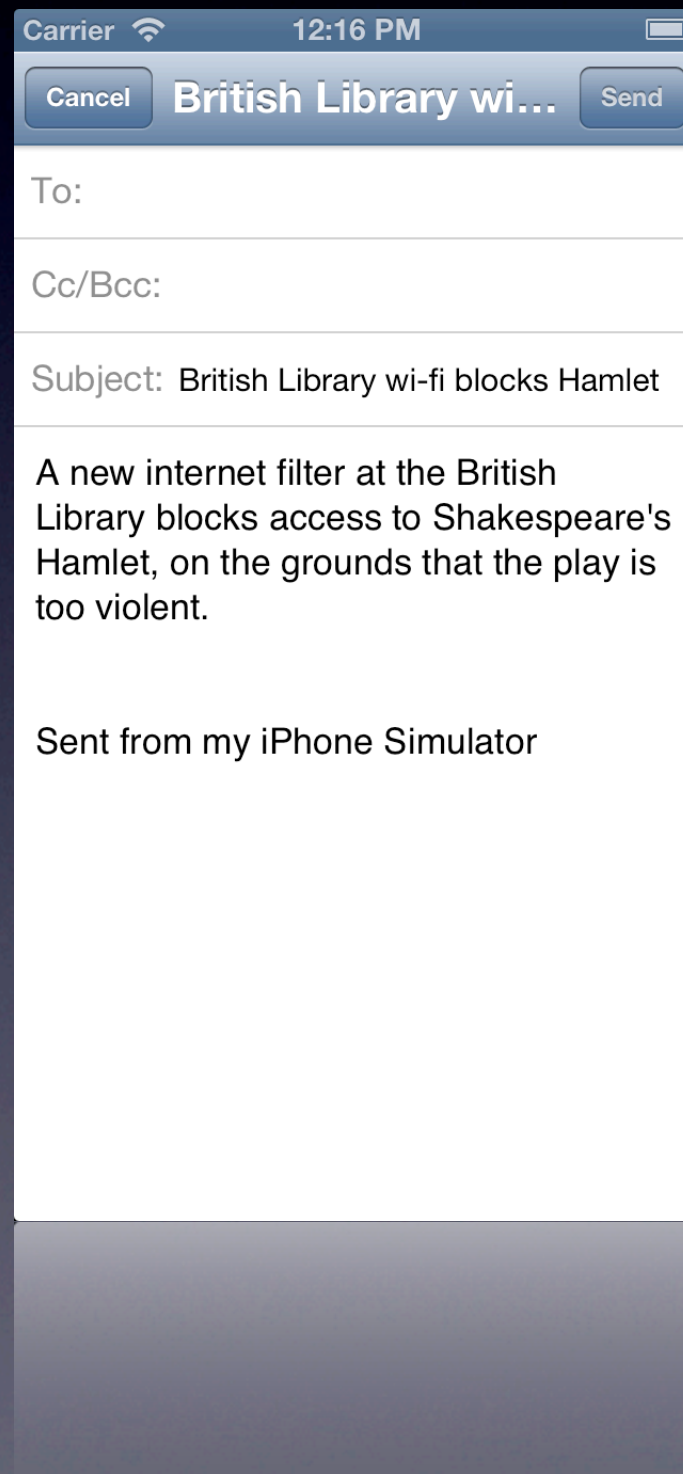 Carrier 12:16 PM
Cancel British Library wi... Send
To:
Cc/Bcc:
Subject: British Library wi-fi blocks Hamlet
A new internet filter at the British
Library blocks access to Shakespeare's
Hamlet, on the grounds that the play is
too violent.
Sent from my iPhone Simulator